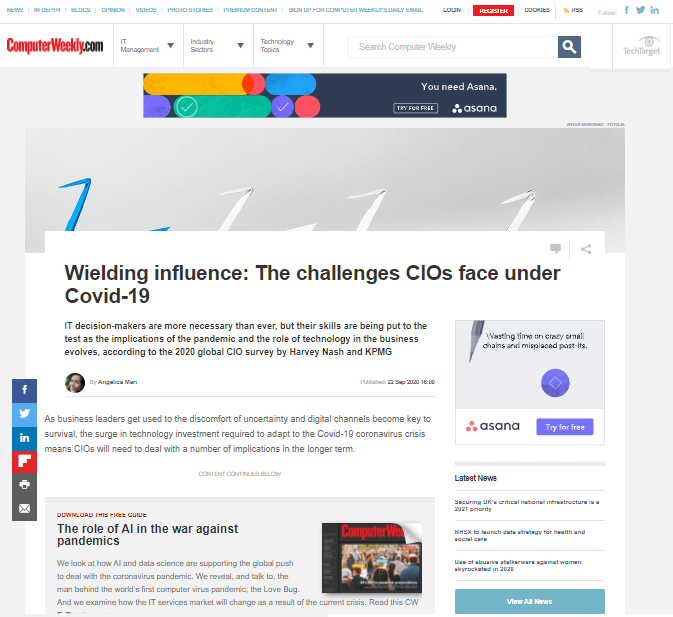 NEWS IN DEPTH BLOGS OPINION VIDEOS PHOTO STORIES PREMIUM CONTENT SIGN UP FOR COMPUTER WEEKLY'S DAILY EMAIL LOGIN REGISTER COOKIES RSS Follow:
ComputerWeekly.com
IT Management
Industry Sectors
Technology Topics
Search Computer Weekly
TechTarget
You need Asana.
TRY FOR FREE asana
Wielding influence: The challenges CIOs face under
Covid-19
IT decision-makers are more necessary than ever, but their skills are being put to the
test as the implications of the pandemic and the role of technology in the business
evolves, according to the 2020 global CIO survey by Harvey Nash and KPMG
By Angelica Mari
Published: 22 Sep 2020 16:00
As business leaders get used to the discomfort of uncertainty and digital channels become key to
survival, the surge in technology investment required to adapt to the Covid-19 coronavirus crisis
means CIOs will need to deal with a number of implications in the longer term.
CONTENT CONTINUES BELOW
DOWNLOAD THIS FREE GUIDE
The role of AI in the war against
pandemics
We look at how AI and data science are supporting the global push
to deal with the coronavirus pandemic. We reveal, and talk to, the
man behind the world's first computer virus pandemic, the Love Bug.
And we examine how the IT services market will change as a result of the current crisis. Read this CW
ComputerWeekly
Wasting time on crazy email
chains and misplaced post-its.
asana Try for free
Latest News
Securing UK's critical national infrastructure is a
2021 priority
NHSX to launch data strategy for health and
social care
Use of abusive stalkerware against women
skyrocketed in 2020
View All News